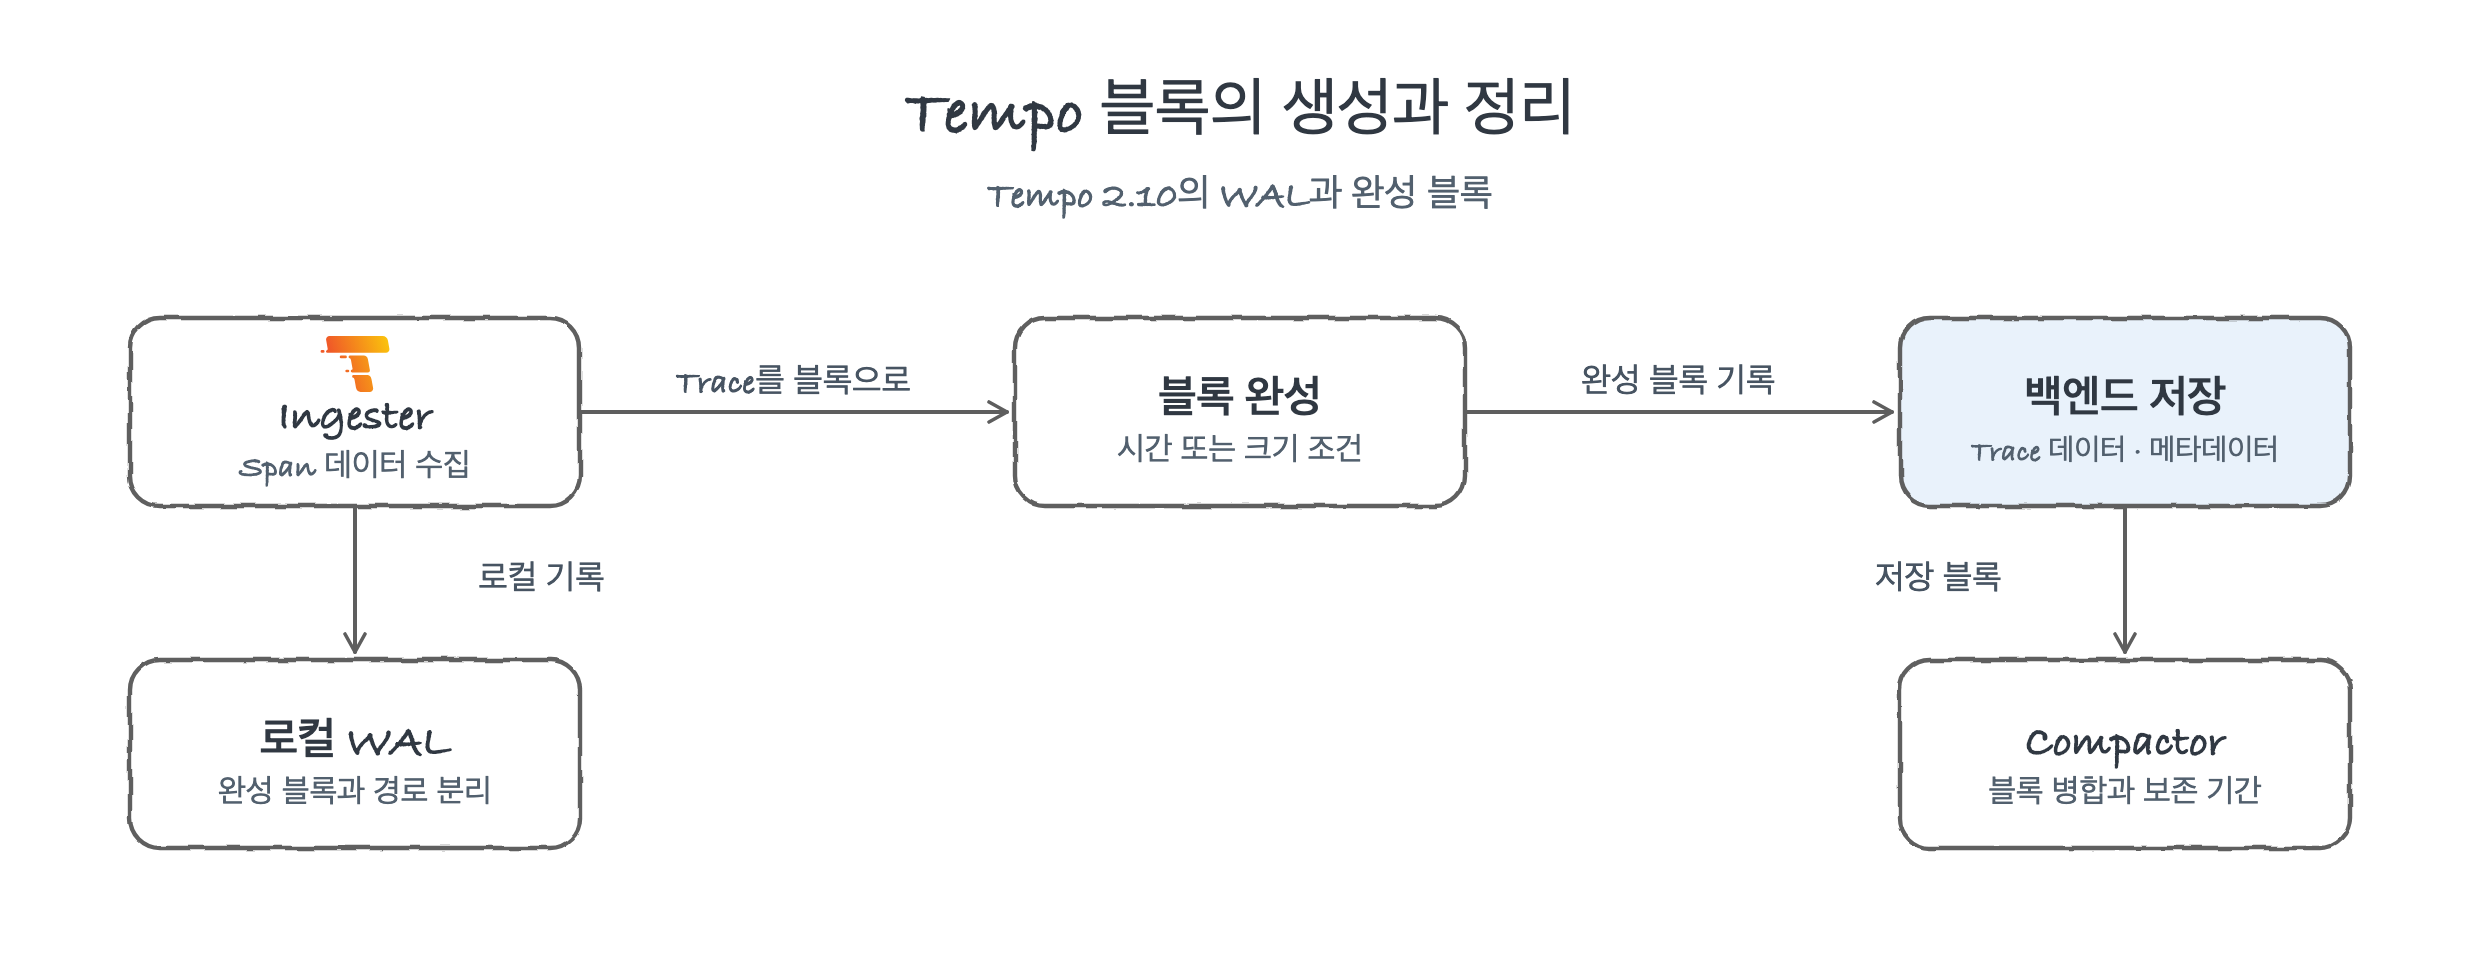 Tempo 블록의 생성과 정리
Tempo 2.10의 WAL과 완성 블록
Ingester
Span 데이터 수집
Trace를 블록으로
블록 완성
시간 또는 크기 조건
완성 블록 기록
백엔드 저장
Trace 데이터 · 메타데이터
로컬 기록
저장 블록
로컬 WAL
완성 블록과 경로 분리
Compactor
블록 병합과 보존 기간